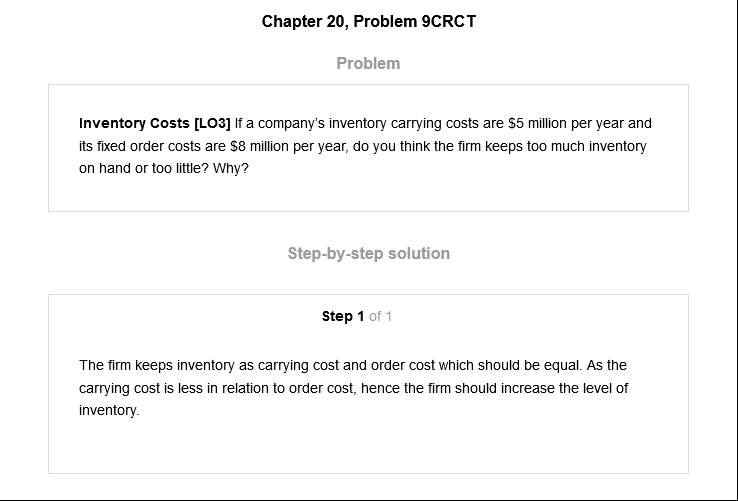 Chapter 20, Problem 9CRCT
Problem
Inventory Costs [LO3] If a company's inventory carrying costs are $5 million per year and
its fixed order costs are $8 million per year, do you think the firm keeps too much inventory
on hand or too little? Why?
Step-by-step solution
Step 1 of 1
The firm keeps inventory as carrying cost and order cost which should be equal. As the
carrying cost is less in relation to order cost, hence the firm should increase the level of
inventory.